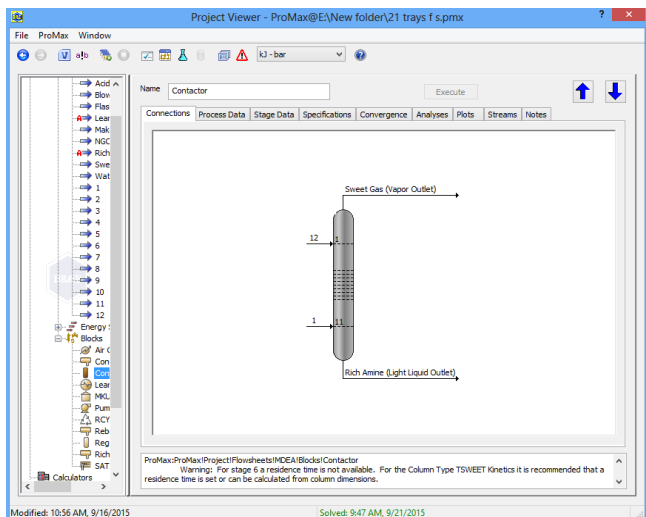 Project Viewer - ProMax@E:\New folder\21 trays f s.pmx
? x
File ProMax Window
kJ - bar
Name Contactor
Execute
Connections Process Data Stage Data Specifications Convergence Analyses Plots Streams Notes
Acid
Blow
Flas
A Lear
Mak
NGC
A Rich
Swe
Wat
1
2
3
4
5
6
7
8
9
10
11
12
Energy S
Blocks
Air C
Con
Con
Lear
MKL
Pum
RCY
Reb
Reg
Rich
SAT
Calculators
Sweet Gas (Vapor Outlet)
12 1
1 11
Rich Amine (Light Liquid Outlet)
ProMax:ProMax!Project!Flowsheets!MDEA!Blocks!Contactor
Warning: For stage 6 a residence time is not available. For the Column Type TSWEET Kinetics it is recommended that a
residence time is set or can be calculated from column dimensions.
Modified: 10:56 AM, 9/16/2015
Solved: 9:47 AM, 9/21/2015